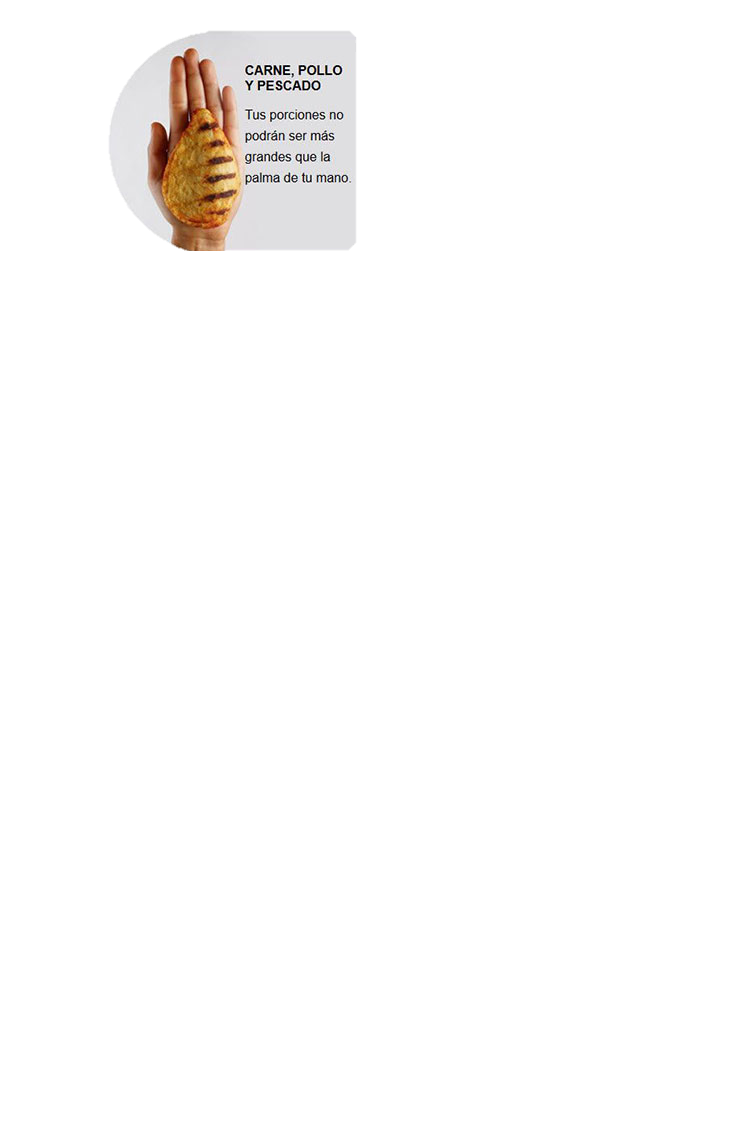 CARNE, POLLO
Y PESCADO
Tus porciones no
podrán ser más
grandes que la
palma de tu mano.